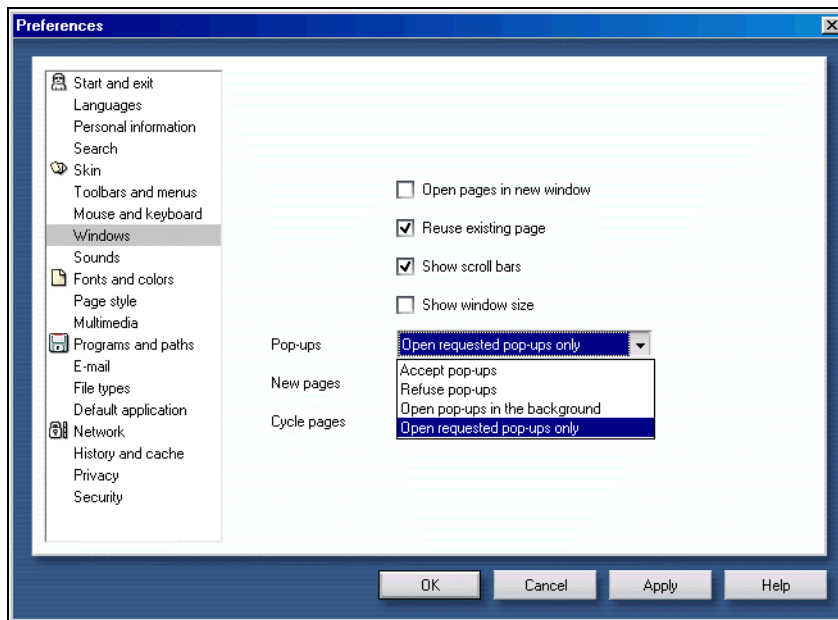 Preferences
Start and exit
Languages
Personal information
Search
Skin
Toolbars and menus
Mouse and keyboard
Windows
Sounds
Fonts and colors
Page style
Multimedia
Programs and paths
E-mail
File types
Default application
Network
History and cache
Privacy
Security
Open pages in new window
Reuse existing page
Show scroll bars
Show window size
Pop-ups
Open requested pop-ups only
Accept pop-ups
Refuse pop-ups
Open pop-ups in the background
Open requested pop-ups only
New pages
Cycle pages
OK
Cancel
Apply
Help